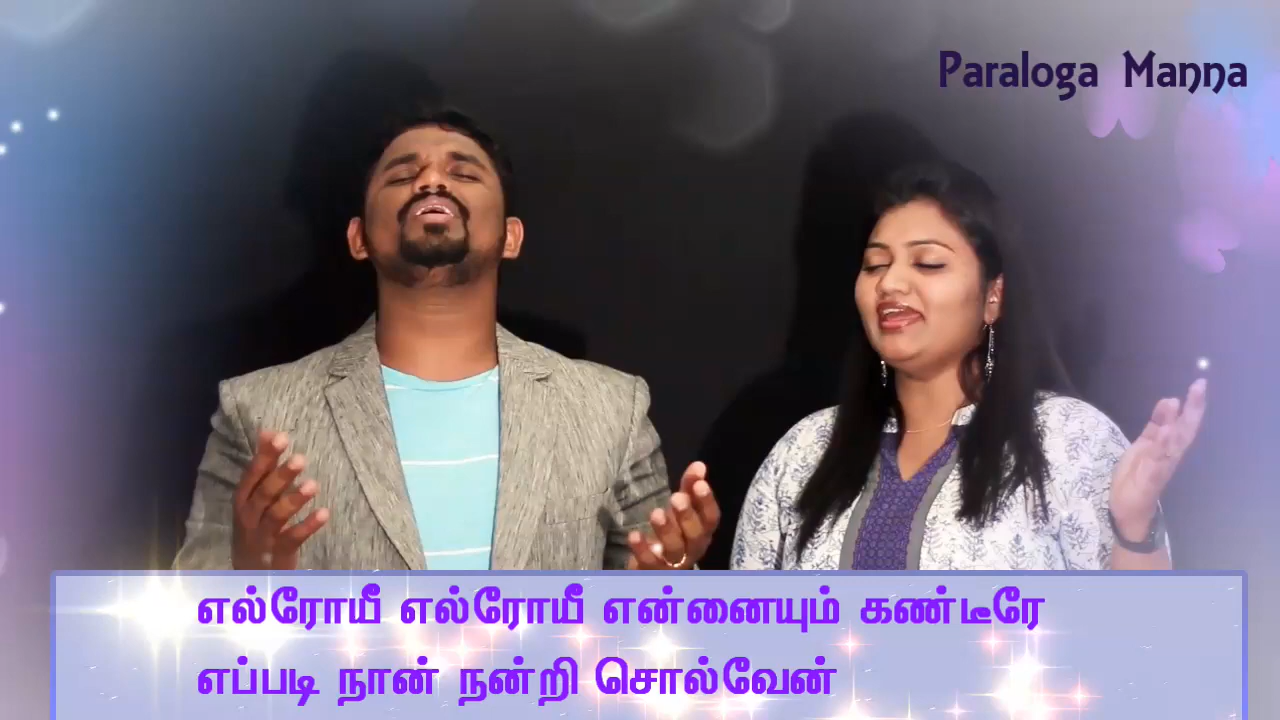 Paraloga Manna
எல்ரோயீ எல்ரோயீ என்னையும் கண்டீரே
எப்படி நான் நன்றி சொல்வேன்